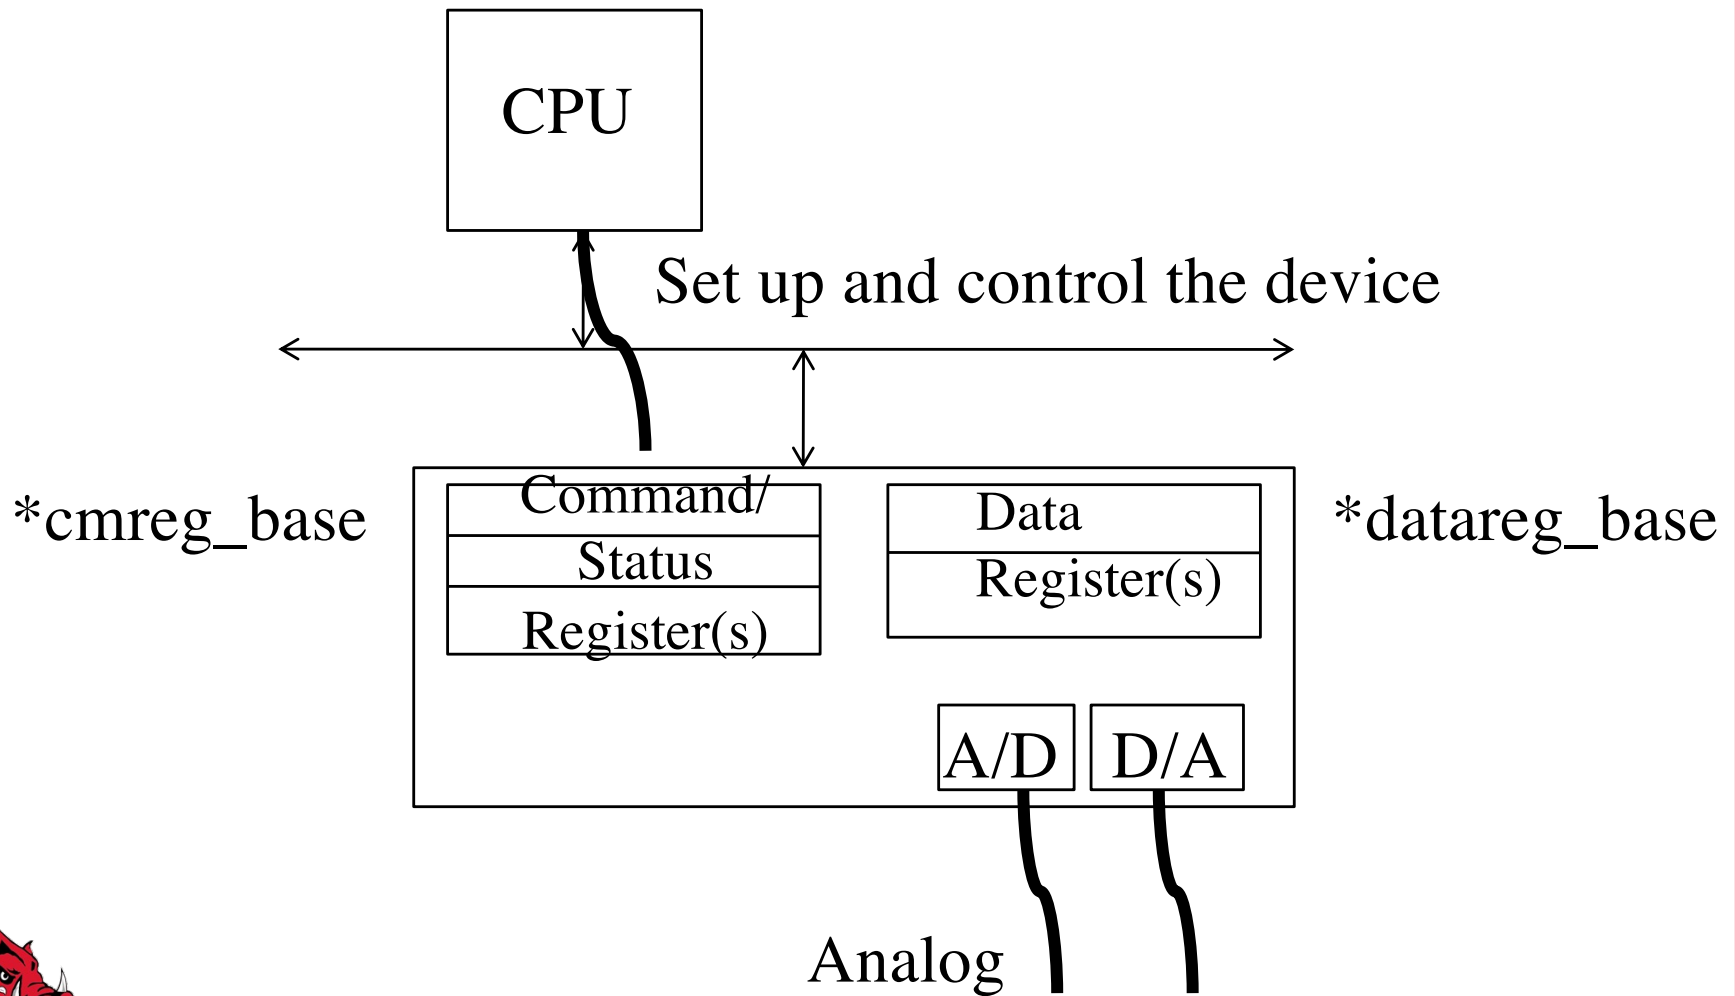 CPU
Set up and control the device
*cmreg_base
Command/
Status
Register(s)
Data
Register(s)
*datareg_base
A/D
D/A
Analog